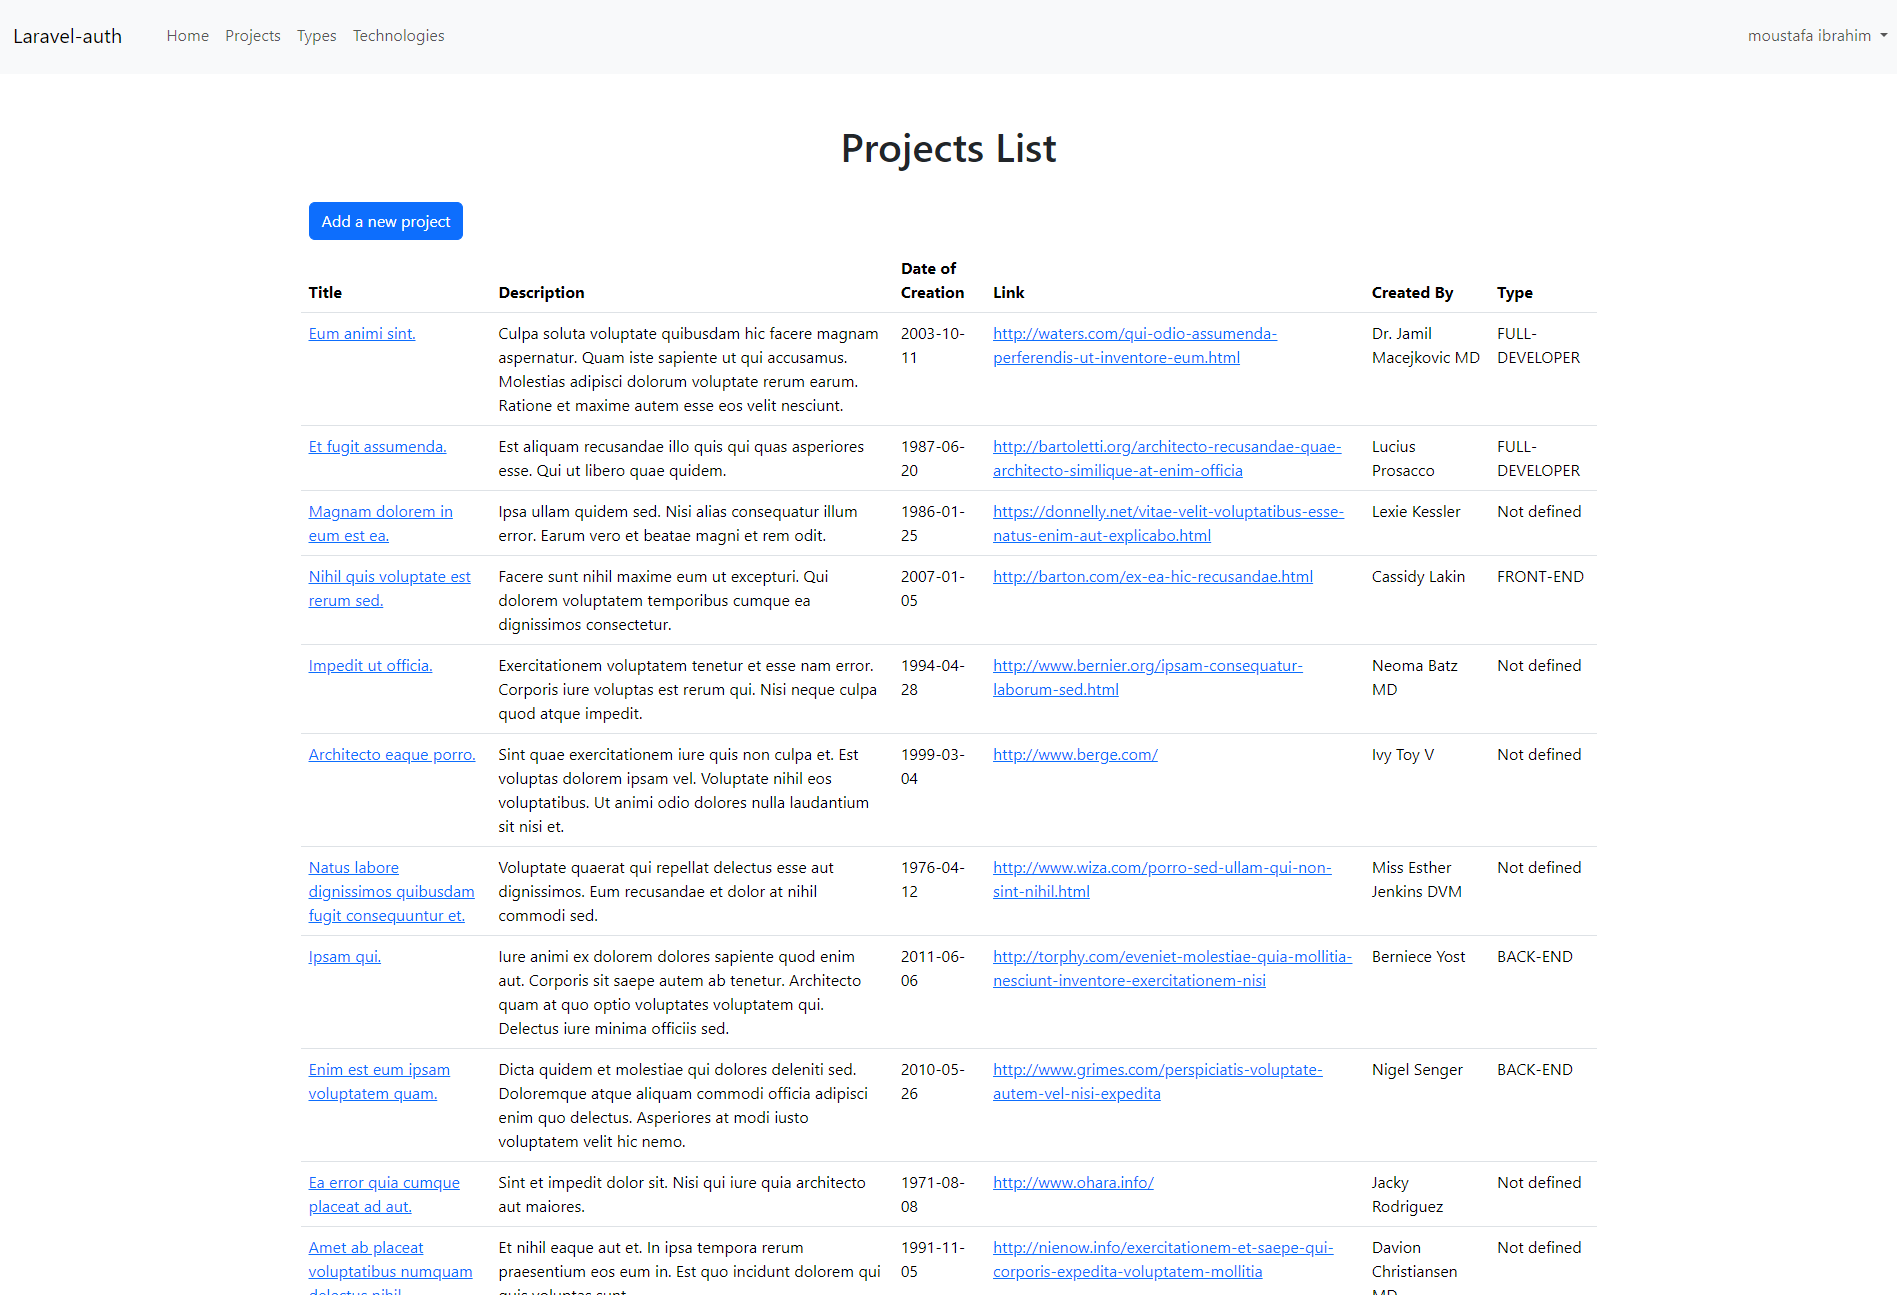 Laravel-auth Home Projects Types Technologies moustafa ibrahim
Projects List
Add a new project
Title Description Date of Creation Link Created By Type
Eum animi sint.
Culpa soluta voluptate quibusdam hic facere magnam
aspernatur. Quam iste sapiente ut qui accusamus.
Molestias adipisci dolorum voluptate rerum earum.
Ratione et maxime autem esse eos velit nesciunt.
2003-10-
11
http://waters.com/qui-odio-assumenda-
perferendis-ut-inventore-eum.html
Dr. Jamil
Macejkovic MD
FULL-
DEVELOPER
Et fugit assumenda.
Est aliquam recusandae illo quis qui quas asperiores
esse. Qui ut libero quae quidem.
1987-06-
20
http://bartoletti.org/architecto-recusandae-quae-
architecto-similique-at-enim-officia
Lucius
Prosacco
FULL-
DEVELOPER
Magnam dolorem in
eum est ea.
Ipsa ullam quidem sed. Nisi alias consequatur illum
error. Earum vero et beatae magni et rem odit.
1986-01-
25
https://donnelly.net/vitae-velit-voluptatibus-esse-
natus-enim-aut-explicabo.html
Lexie Kessler
Not defined
Nihil quis voluptate est
rerum sed.
Facere sunt nihil maxime eum ut excepturi. Qui
dolorem voluptatem temporibus cumque ea
dignissimos consectetur.
2007-01-
05
http://barton.com/ex-ea-hic-recusandae.html
Cassidy Lakin
FRONT-END
Impedit ut officia.
Exercitationem voluptatem tenetur et esse nam error.
Corporis iure voluptas est rerum qui. Nisi neque culpa
quod atque impedit.
1994-04-
28
http://www.bernier.org/ipsam-consequatur-
laborum-sed.html
Neoma Batz
MD
Not defined
Architecto eaque porro.
Sint quae exercitationem iure quis non culpa et. Est
voluptas dolorem ipsam vel. Voluptate nihil eos
voluptatibus. Ut animi odio dolores nulla laudantium
sit nisi et.
1999-03-
04
http://www.berge.com/
Ivy Toy V
Not defined
Natus labore
dignissimos quibusdam
fugit consequuntur et.
Voluptate quaerat qui repellat delectus esse aut
dignissimos. Eum recusandae et dolor at nihil
commodi sed.
1976-04-
12
http://www.wiza.com/porro-sed-ullam-qui-non-
sint-nihil.html
Miss Esther
Jenkins DVM
Not defined
Ipsam qui.
Iure animi ex dolorem dolores sapiente quod enim
aut. Corporis sit saepe autem ab tenetur. Architecto
quam at quo optio voluptates voluptatem qui.
Delectus iure minima officiis sed.
2011-06-
06
http://torphy.com/eveniet-molestiae-quia-mollitia-
nesciunt-inventore-exercitationem-nisi
Berniece Yost
BACK-END
Enim est eum ipsam
voluptatem quam.
Dicta quidem et molestiae qui dolores deleniti sed.
Doloremque atque aliquam commodi officia adipisci
enim quo delectus. Asperiores at modi iusto
voluptatem velit hic nemo.
2010-05-
26
http://www.grimes.com/perspiciatis-voluptate-
autem-vel-nisi-expedita
Nigel Senger
BACK-END
Ea error quia cumque
placeat ad aut.
Sint et impedit dolor sit. Nisi qui iure quia architecto
aut maiores.
1971-08-
08
http://www.ohara.info/
Jacky
Rodriguez
Not defined
Amet ab placeat
voluptatibus numquam
delectus nihil
Et nihil eaque aut et. In ipsa tempora rerum
praesentium eos eum in. Est quo incidunt dolorem qui
quis voluptas sunt
1991-11-
05
http://nienow.info/exercitationem-et-saepe-qui-
corporis-expedita-voluptatem-mollitia
Davion
Christiansen
MD
Not defined